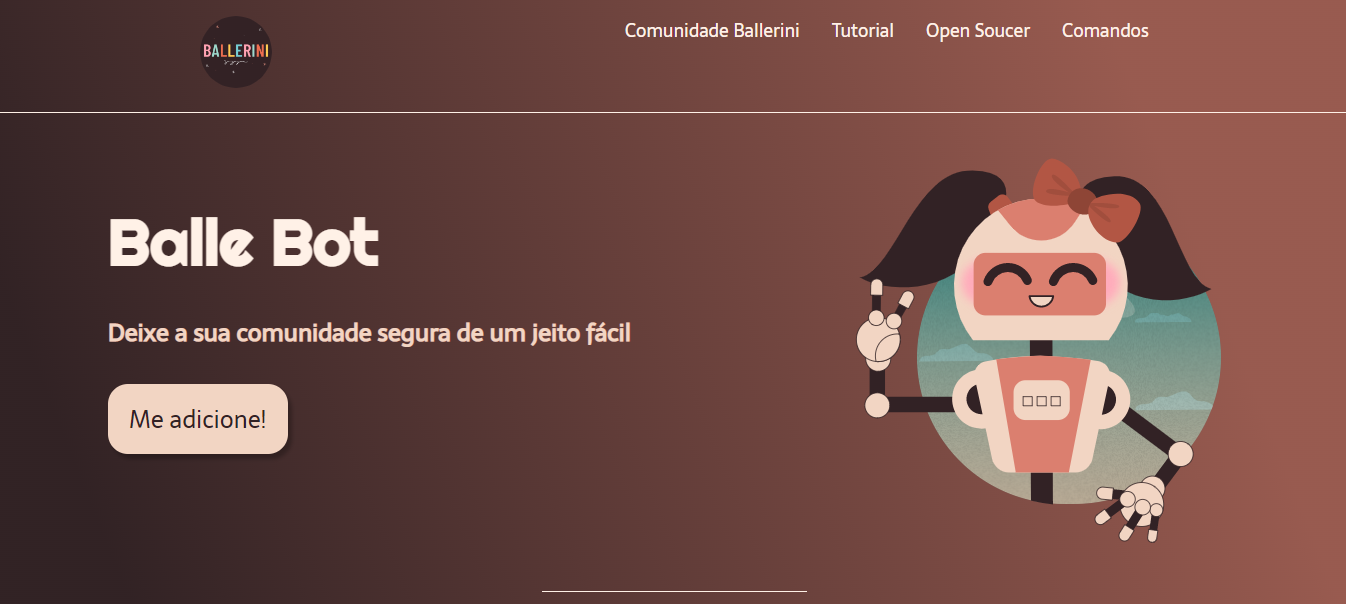 BALLERINI
Comunidade Ballerini Tutorial Open Soucer Comandos
Balle Bot
Deixe a sua comunidade segura de um jeito fácil
Me adicione!